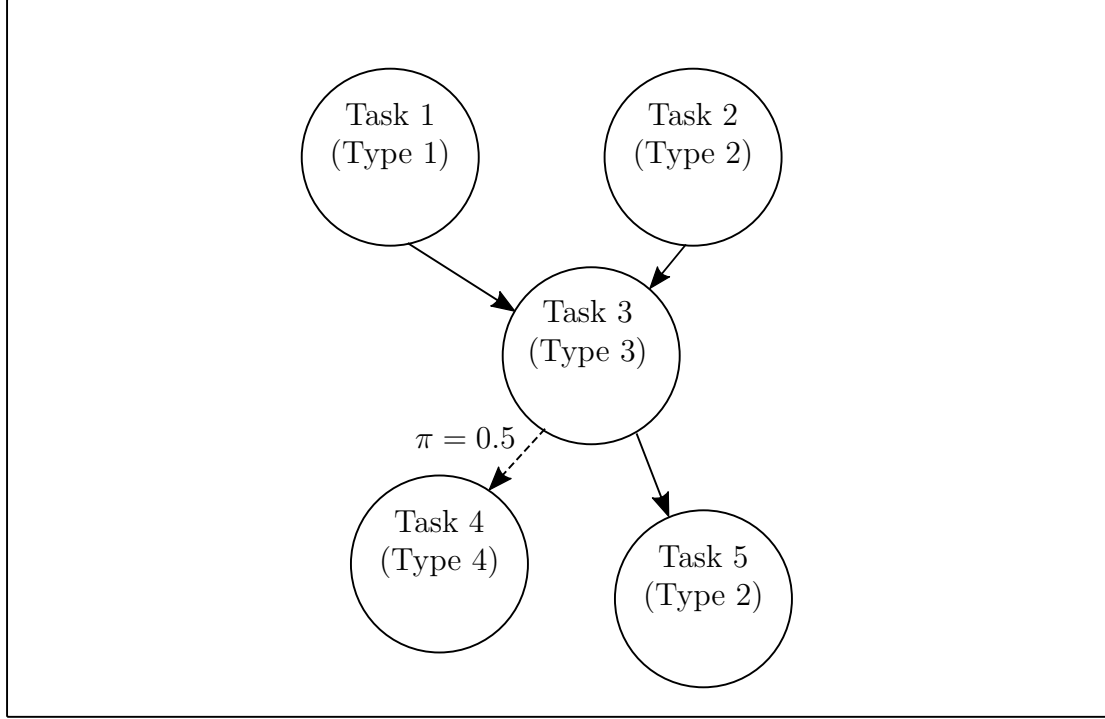 Task 1
(Type 1)
Task 2
(Type 2)
Task 3
(Type 3)
π = 0.5
Task 4
(Type 4)
Task 5
(Type 2)